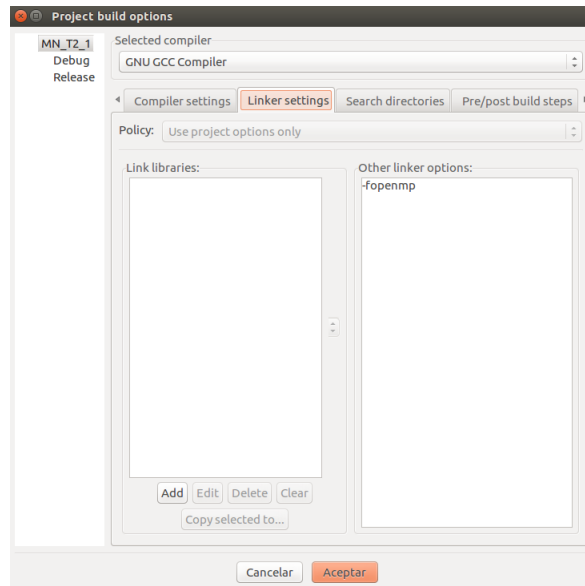 Project build options
MN_T2_1
Debug
Release
Selected compiler
GNU GCC Compiler
Compiler settings
Linker settings
Search directories
Pre/post build steps
Policy:
Use project options only
Link libraries:
Other linker options:
-fopenmp
Add
Edit
Delete
Clear
Copy selected to...
Cancelar
Aceptar